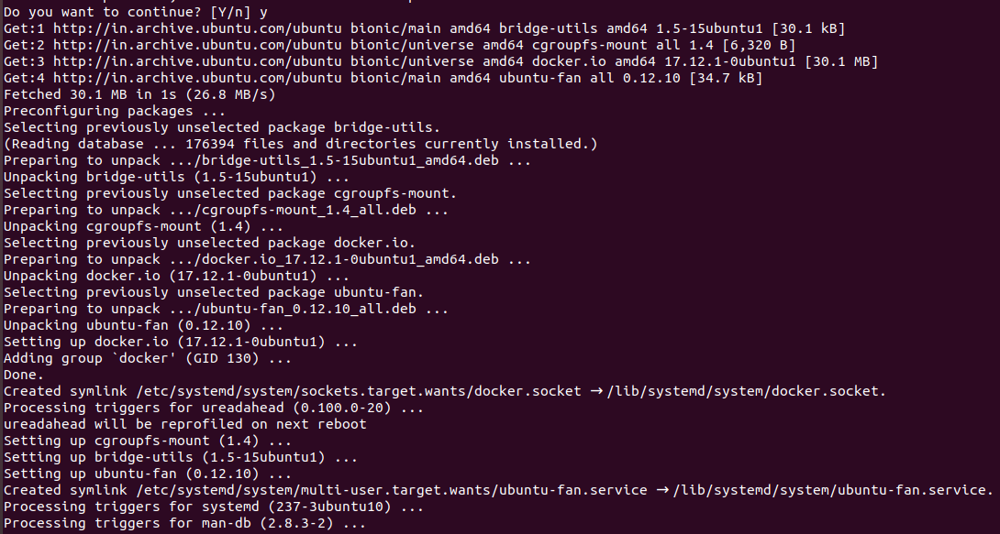 Do you want to continue? [Y/n] y
Get:1 http://in.archive.ubuntu.com/ubuntu bionic/main amd64 bridge-utils amd64 1.5-15ubuntu1 [30.1 kB]
Get:2 http://in.archive.ubuntu.com/ubuntu bionic/universe amd64 cgroupfs-mount all 1.4 [6,320 B]
Get:3 http://in.archive.ubuntu.com/ubuntu bionic/universe amd64 docker.io amd64 17.12.1-0ubuntu1 [30.1 MB]
Get:4 http://in.archive.ubuntu.com/ubuntu bionic/main amd64 ubuntu-fan all 0.12.10 [34.7 kB]
Fetched 30.1 MB in 1s (26.8 MB/s)
Preconfiguring packages ...
Selecting previously unselected package bridge-utils.
(Reading database ... 176394 files and directories currently installed.)
Preparing to unpack .../bridge-utils_1.5-15ubuntu1_amd64.deb ...
Unpacking bridge-utils (1.5-15ubuntu1) ...
Selecting previously unselected package cgroupfs-mount.
Preparing to unpack .../cgroupfs-mount_1.4_all.deb ...
Unpacking cgroupfs-mount (1.4) ...
Selecting previously unselected package docker.io.
Preparing to unpack .../docker.io_17.12.1-0ubuntu1_amd64.deb ...
Unpacking docker.io (17.12.1-0ubuntu1) ...
Selecting previously unselected package ubuntu-fan.
Preparing to unpack .../ubuntu-fan_0.12.10_all.deb ...
Unpacking ubuntu-fan (0.12.10) ...
Setting up docker.io (17.12.1-0ubuntu1) ...
Adding group `docker' (GID 130) ...
Done.
Created symlink /etc/systemd/system/sockets.target.wants/docker.socket → /lib/systemd/system/docker.socket.
Processing triggers for ureadahead (0.100.0-20) ...
ureadahead will be reprofiled on next reboot
Setting up cgroupfs-mount (1.4) ...
Setting up bridge-utils (1.5-15ubuntu1) ...
Setting up ubuntu-fan (0.12.10) ...
Created symlink /etc/systemd/system/multi-user.target.wants/ubuntu-fan.service → /lib/systemd/system/ubuntu-fan.service.
Processing triggers for systemd (237-3ubuntu10) ...
Processing triggers for man-db (2.8.3-2) ...